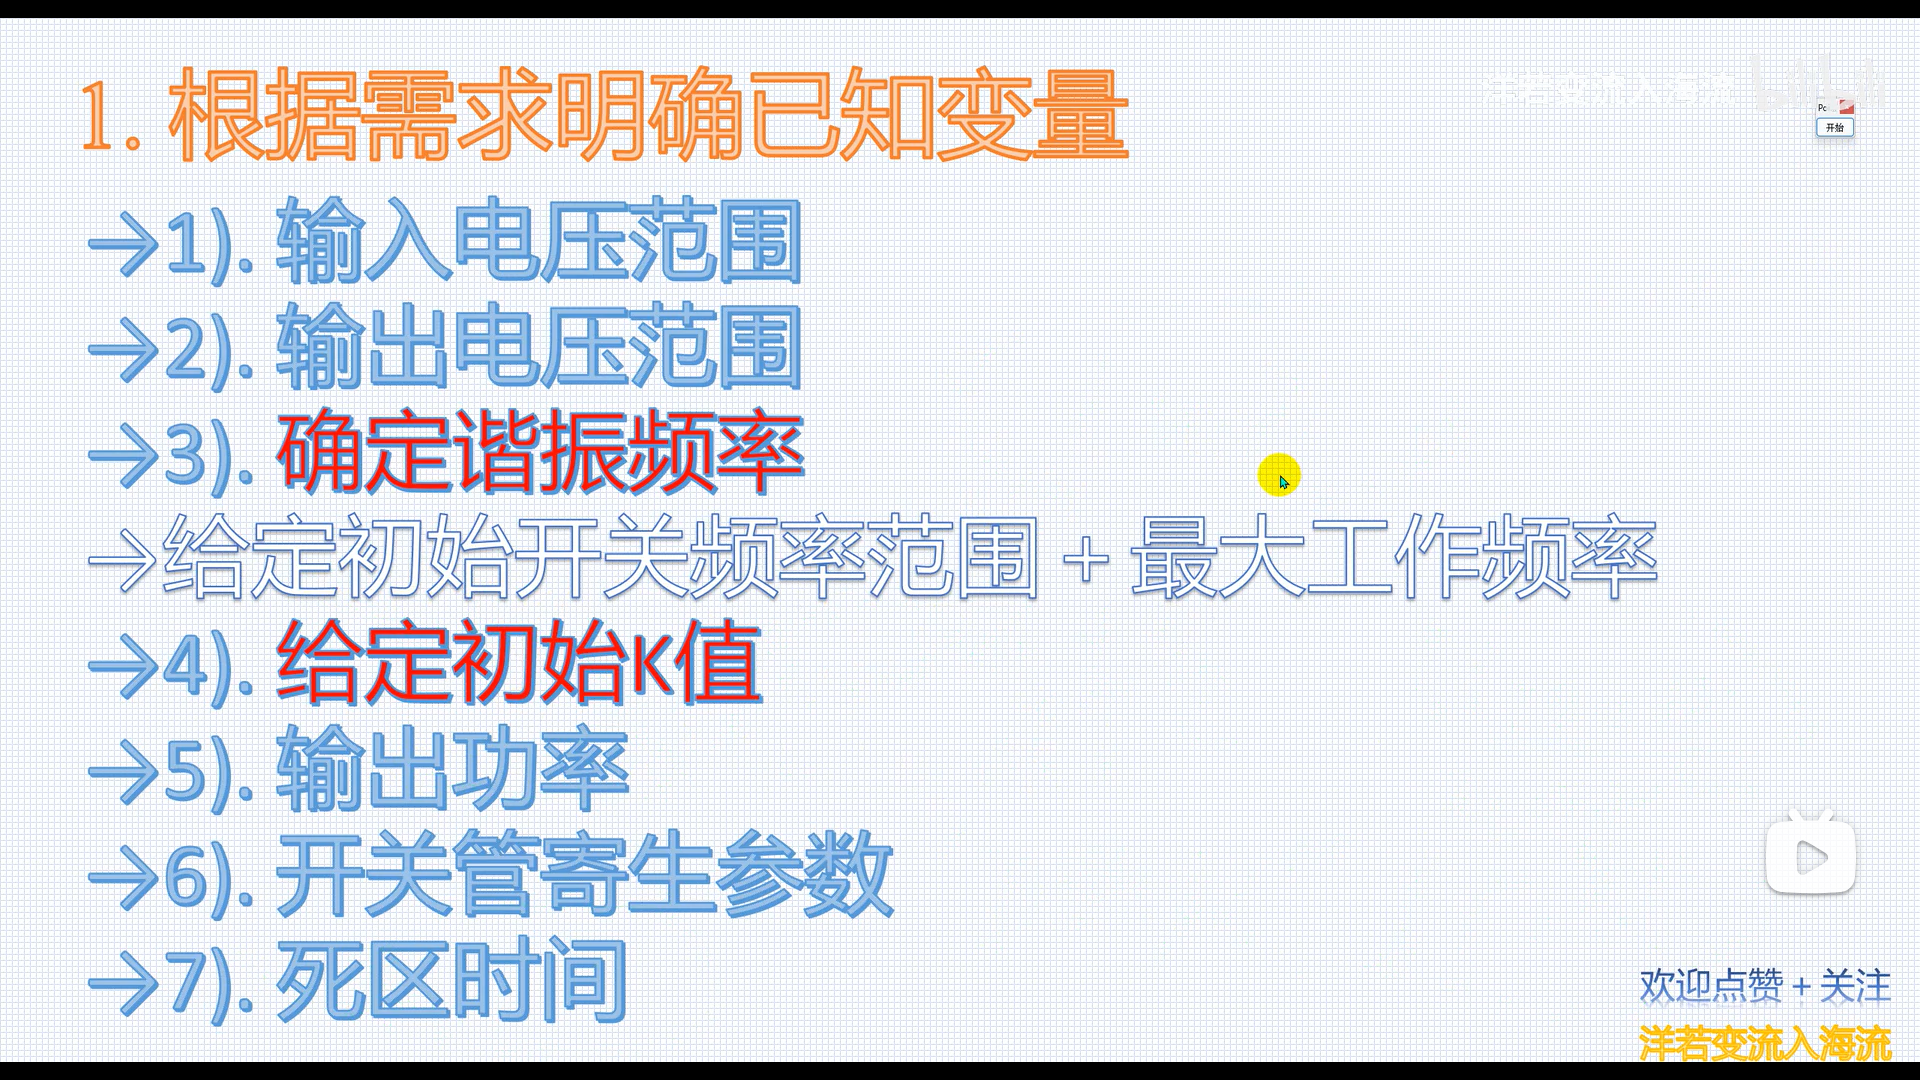 1. 根据需求明确已知变量
洋若变流入海流
bilibili
开始
→1). 输入电压范围
→2). 输出电压范围
→3). 确定谐振频率
→给定初始开关频率范围 + 最大工作频率
→4). 给定初始K值
→5). 输出功率
→6). 开关管寄生参数
→7). 死区时间
欢迎点赞 + 关注
洋若变流入海流